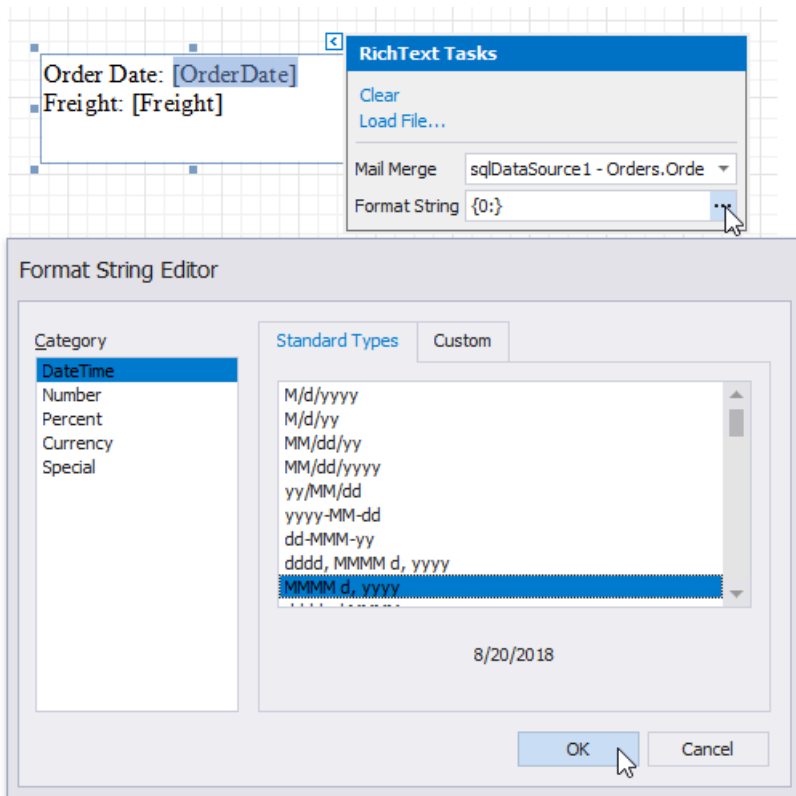 Order Date: [OrderDate]
Freight: [Freight]
RichText Tasks
Clear
Load File...
Mail Merge sqlDataSource1 - Orders.Orde
Format String {0:} ...
Format String Editor
Category
DateTime
Number
Percent
Currency
Special
Standard Types Custom
M/d/yyyy
M/d/yy
MM/dd/yy
MM/dd/yyyy
yy/MM/dd
yyyy-MM-dd
dd-MMM-yy
dddd, MMMM d, yyyy
MMMM d, yyyy
8/20/2018
OK Cancel